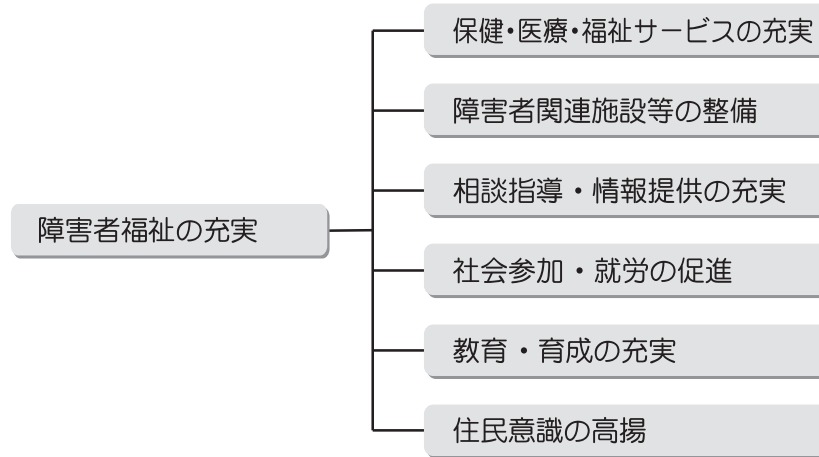 障害者福祉の充実
保健・医療・福祉サービスの充実
障害者関連施設等の整備
相談指導・情報提供の充実
社会参加・就労の促進
教育・育成の充実
住民意識の高揚